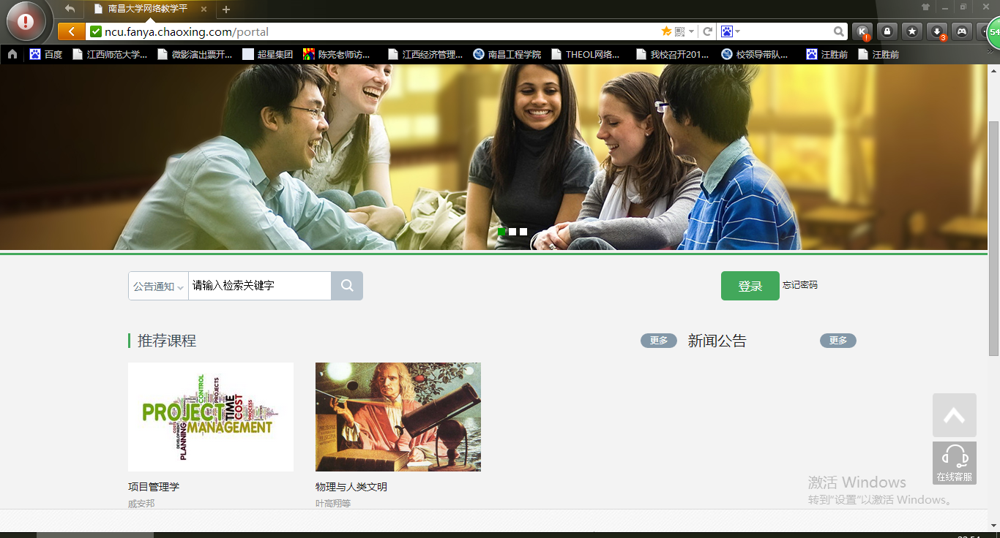 南昌大学网络教学平
ncu.fanya.chaoxing.com/portal
54
3
百度
江西师范大学...
微影演出票开...
超星集团
陈亮老师访...
江西经济管理...
南昌工程学院
THEOL网络...
我校召开201...
校领导带队...
汪胜前
汪胜前
公告通知
请输入检索关键字
登录
忘记密码
推荐课程
更多
新闻公告
更多
PROJECT
MANAGEMENT
TIME
COST
CONTROL
PROJECTS
PROCESS
PLANNING
DEVELOPMENT
项目管理学
戚安邦
物理与人类文明
叶高翔等
在线客服
激活 Windows
转到"设置"以激活 Windows。